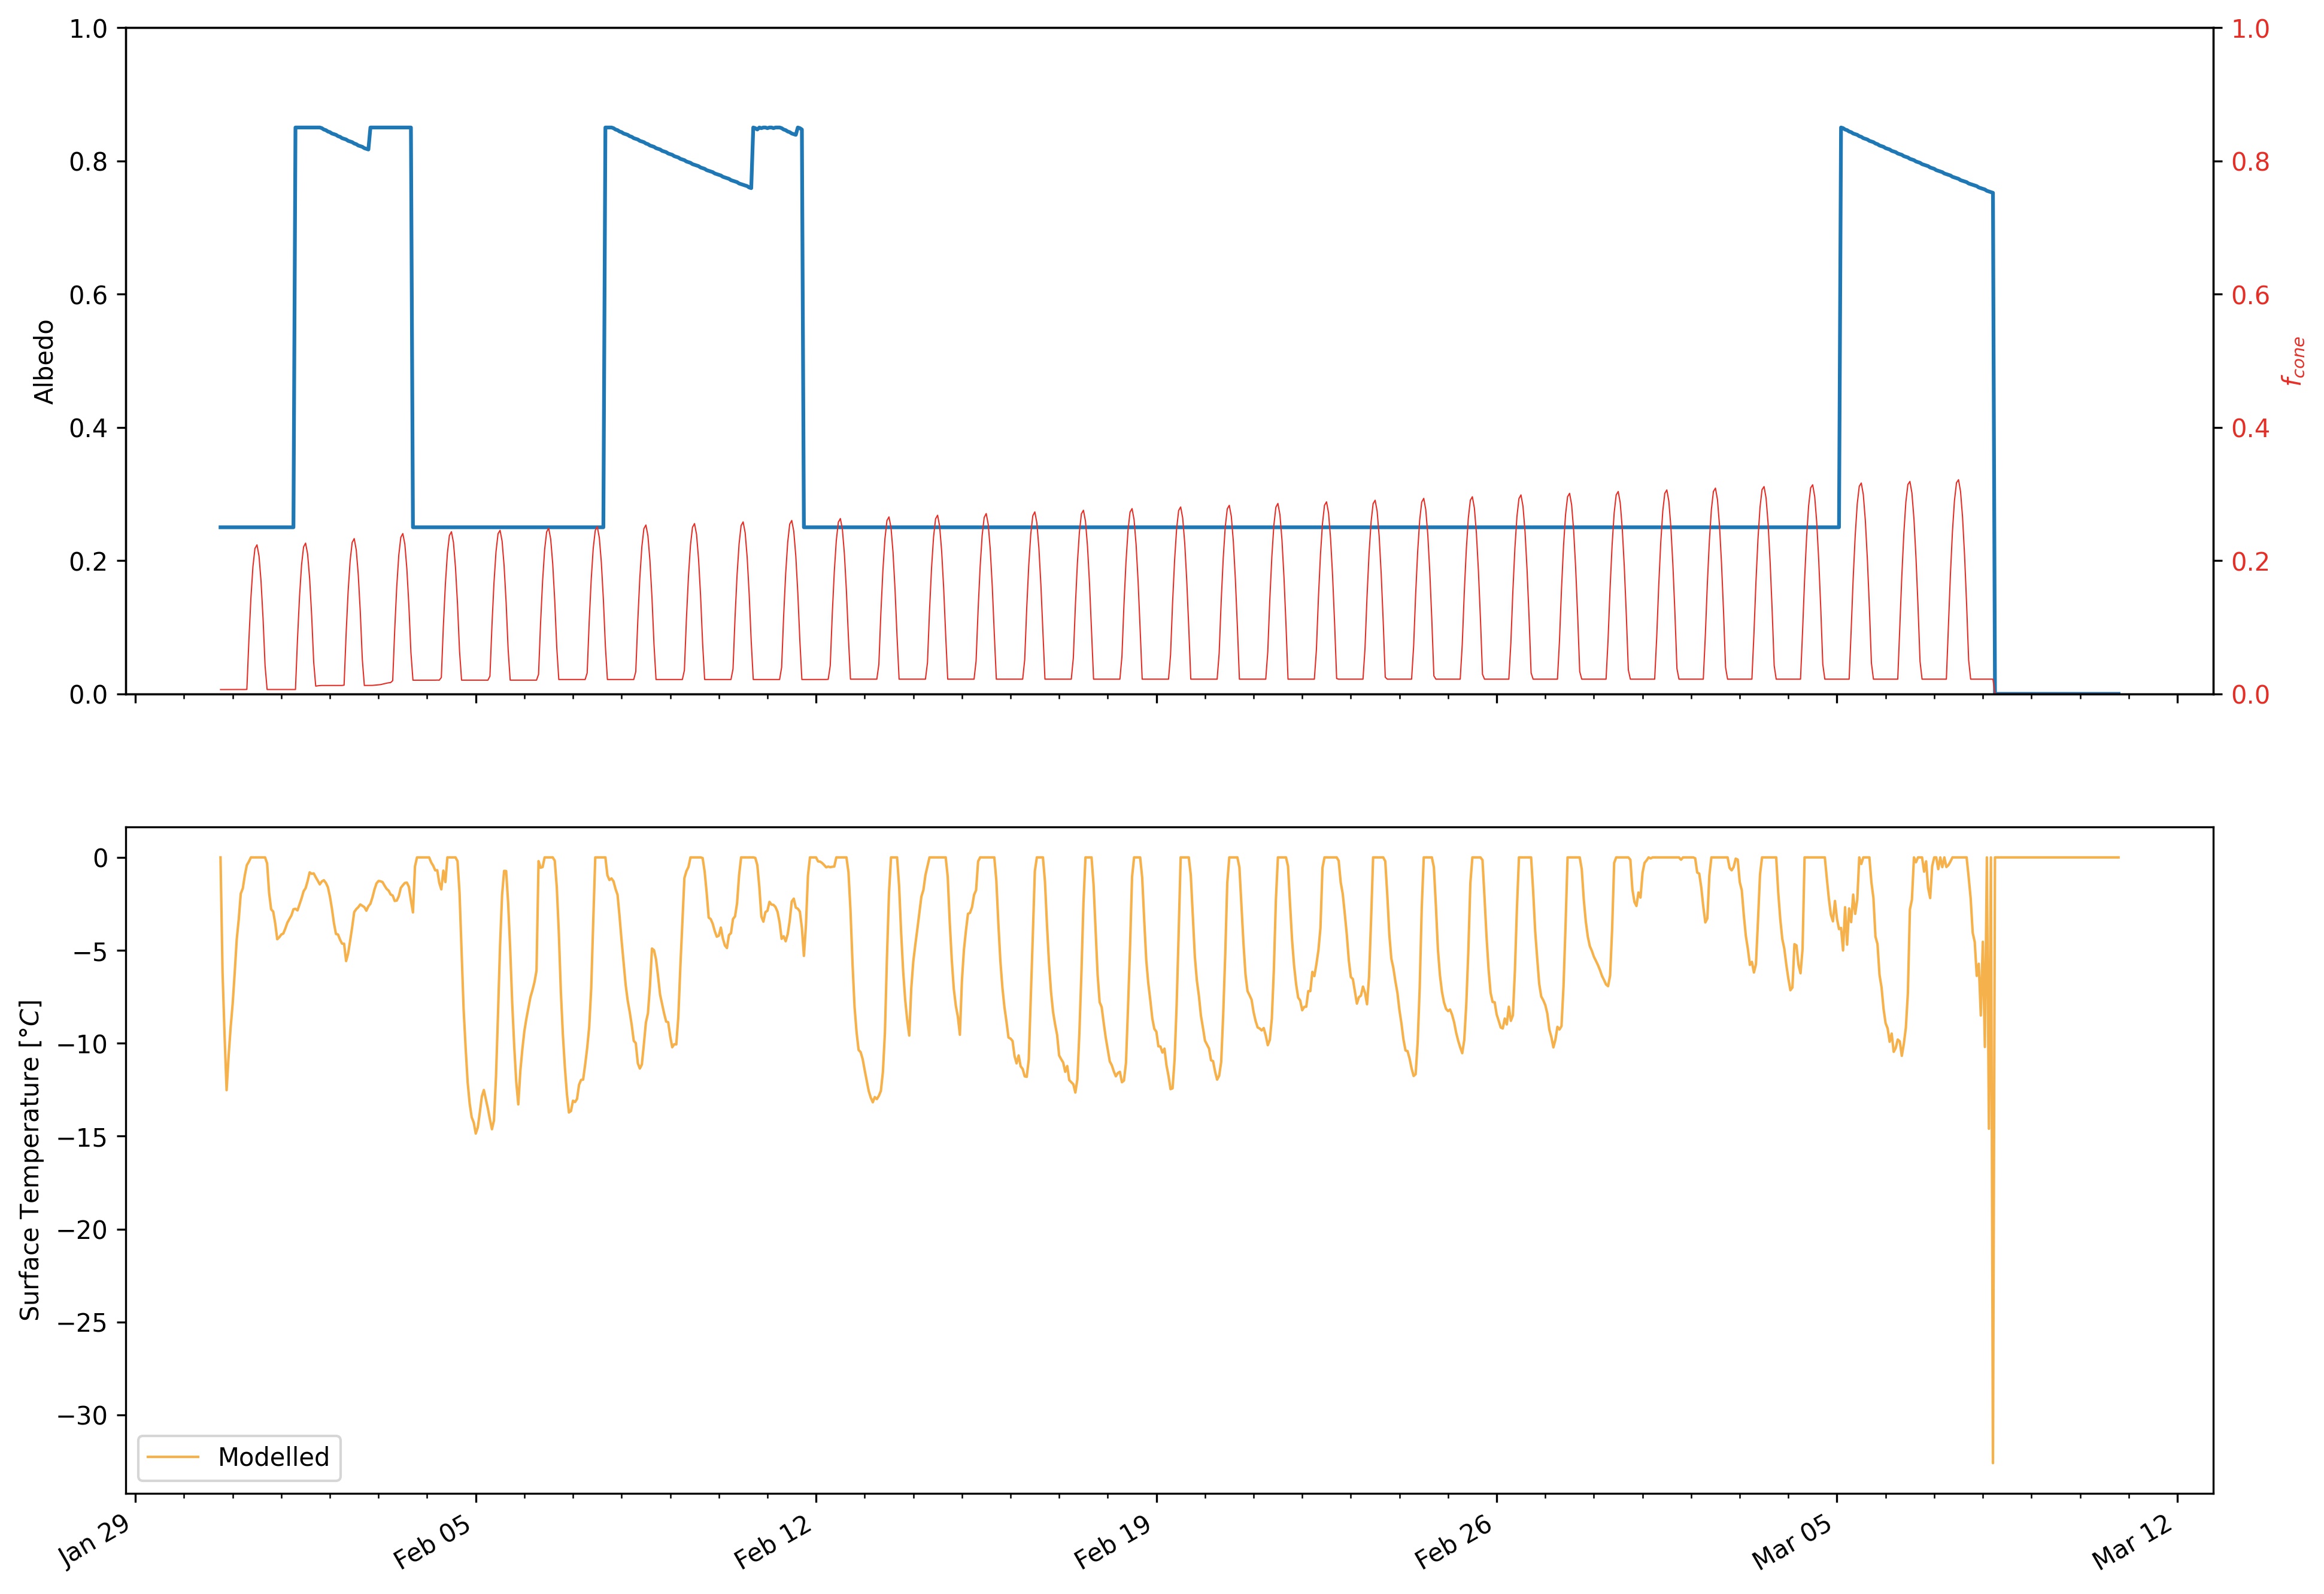 1.0
0.8
0.6
0.4
0.2
0.0
Albedo
1.0
0.8
0.6
0.4
0.2
0.0
f_cone
0
−5
−10
−15
−20
−25
−30
Surface Temperature [°C]
Modelled
Jan 29
Feb 05
Feb 12
Feb 19
Feb 26
Mar 05
Mar 12